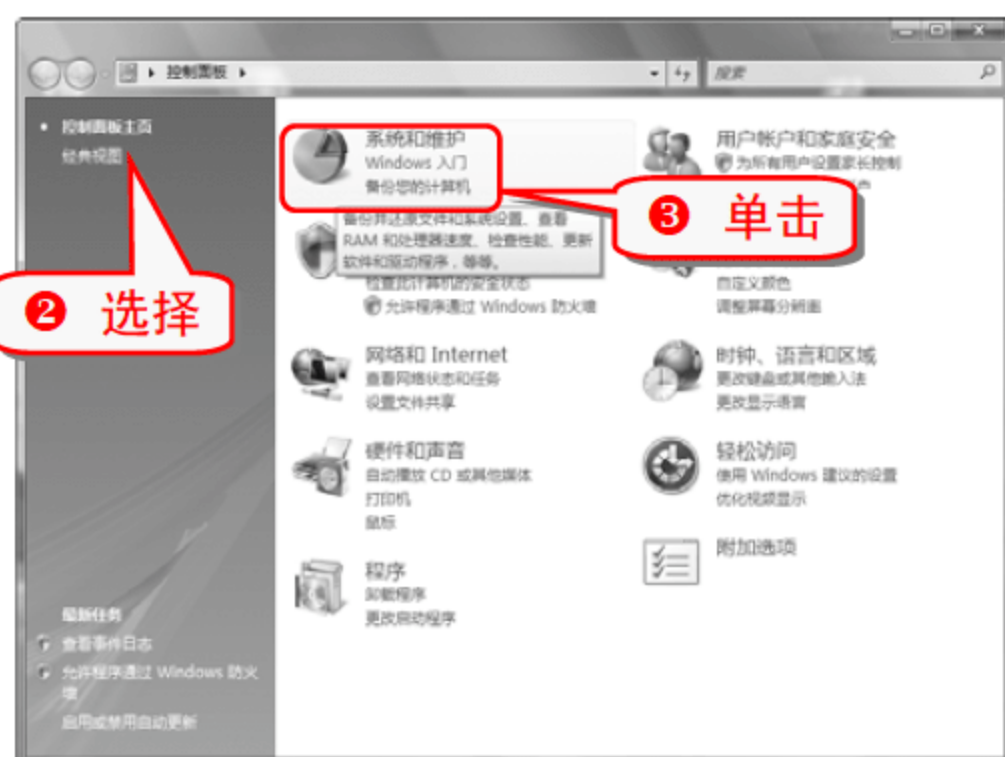 控制面板
搜索
控制面板主页
经典视图
❷ 选择
最新任务
查看事件日志
允许程序通过 Windows 防火
墙
启用或禁用自动更新
系统和维护
Windows 入门
备份您的计算机
备份并还原文件和系统设置、查看
RAM 和处理器速度、检查性能、更新
软件和驱动程序，等等。
检查此计算机的安全状态
允许程序通过 Windows 防火墙
网络和 Internet
查看网络状态和任务
设置文件共享
硬件和声音
自动播放 CD 或其他媒体
打印机
鼠标
程序
卸载程序
更改启动程序
用户帐户和家庭安全
为所有用户设置家长控制
❸ 单击
自定义颜色
调整屏幕分辨率
时钟、语言和区域
更改键盘或其他输入法
更改显示语言
轻松访问
使用 Windows 建议的设置
优化视频显示
附加选项